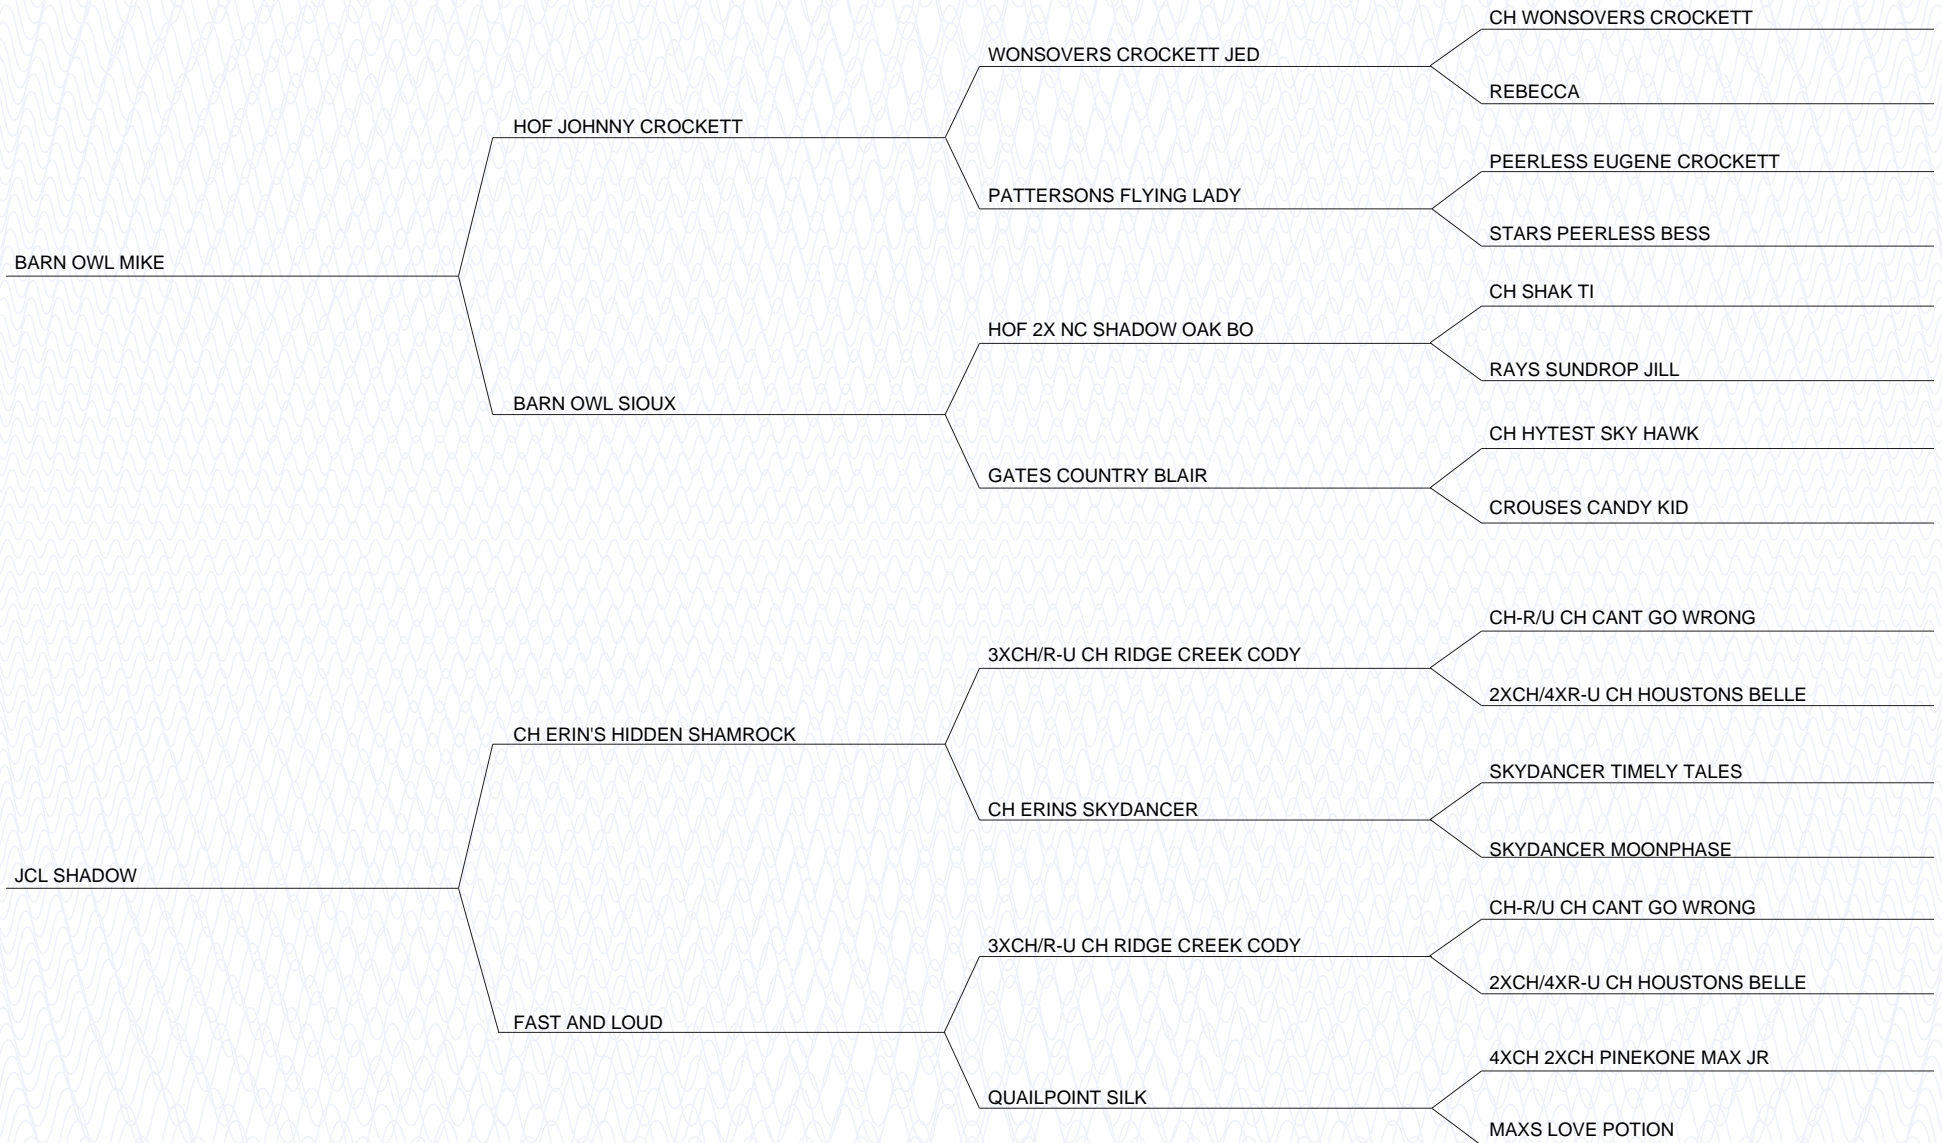 CH WONSOVERS CROCKETT
WONSOVERS CROCKETT JED
REBECCA
HOF JOHNNY CROCKETT
PEERLESS EUGENE CROCKETT
PATTERSONS FLYING LADY
STARS PEERLESS BESS
BARN OWL MIKE
CH SHAK TI
HOF 2X NC SHADOW OAK BO
RAYS SUNDROP JILL
BARN OWL SIOUX
CH HYTEST SKY HAWK
GATES COUNTRY BLAIR
CROUSES CANDY KID
CH-R/U CH CANT GO WRONG
3XCH/R-U CH RIDGE CREEK CODY
2XCH/4XR-U CH HOUSTONS BELLE
CH ERIN'S HIDDEN SHAMROCK
SKYDANCER TIMELY TALES
CH ERINS SKYDANCER
SKYDANCER MOONPHASE
JCL SHADOW
CH-R/U CH CANT GO WRONG
3XCH/R-U CH RIDGE CREEK CODY
2XCH/4XR-U CH HOUSTONS BELLE
FAST AND LOUD
4XCH 2XCH PINEKONE MAX JR
QUAILPOINT SILK
MAXS LOVE POTION